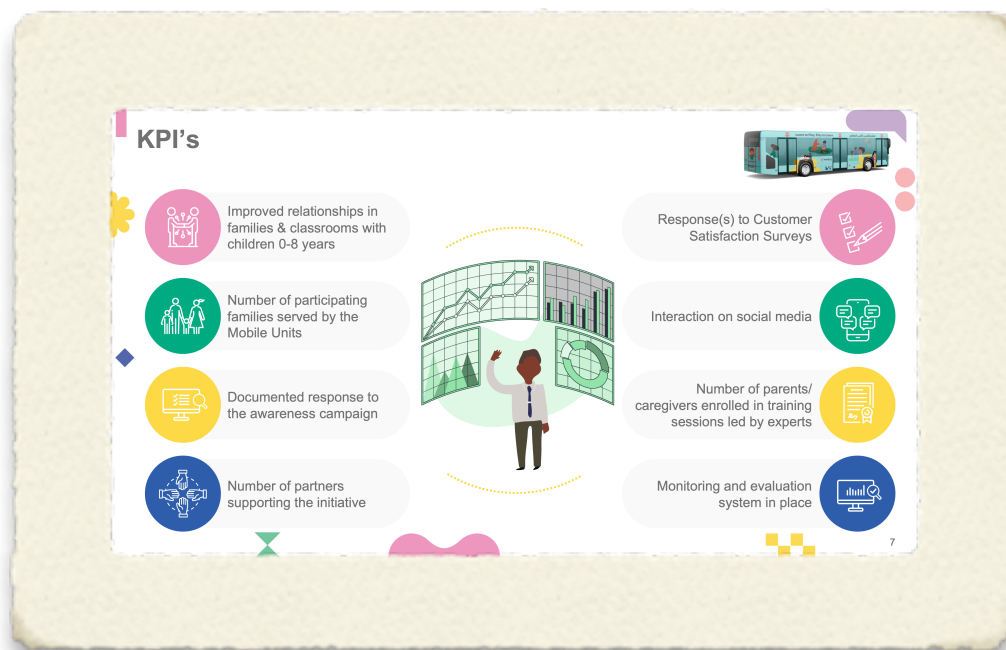 KPI's
Improved relationships in
families & classrooms with
children 0-8 years
Number of participating
families served by the
Mobile Units
Documented response to
the awareness campaign
Number of partners
supporting the initiative
Response(s) to Customer
Satisfaction Surveys
Interaction on social media
Number of parents/
caregivers enrolled in training
sessions led by experts
Monitoring and evaluation
system in place
7